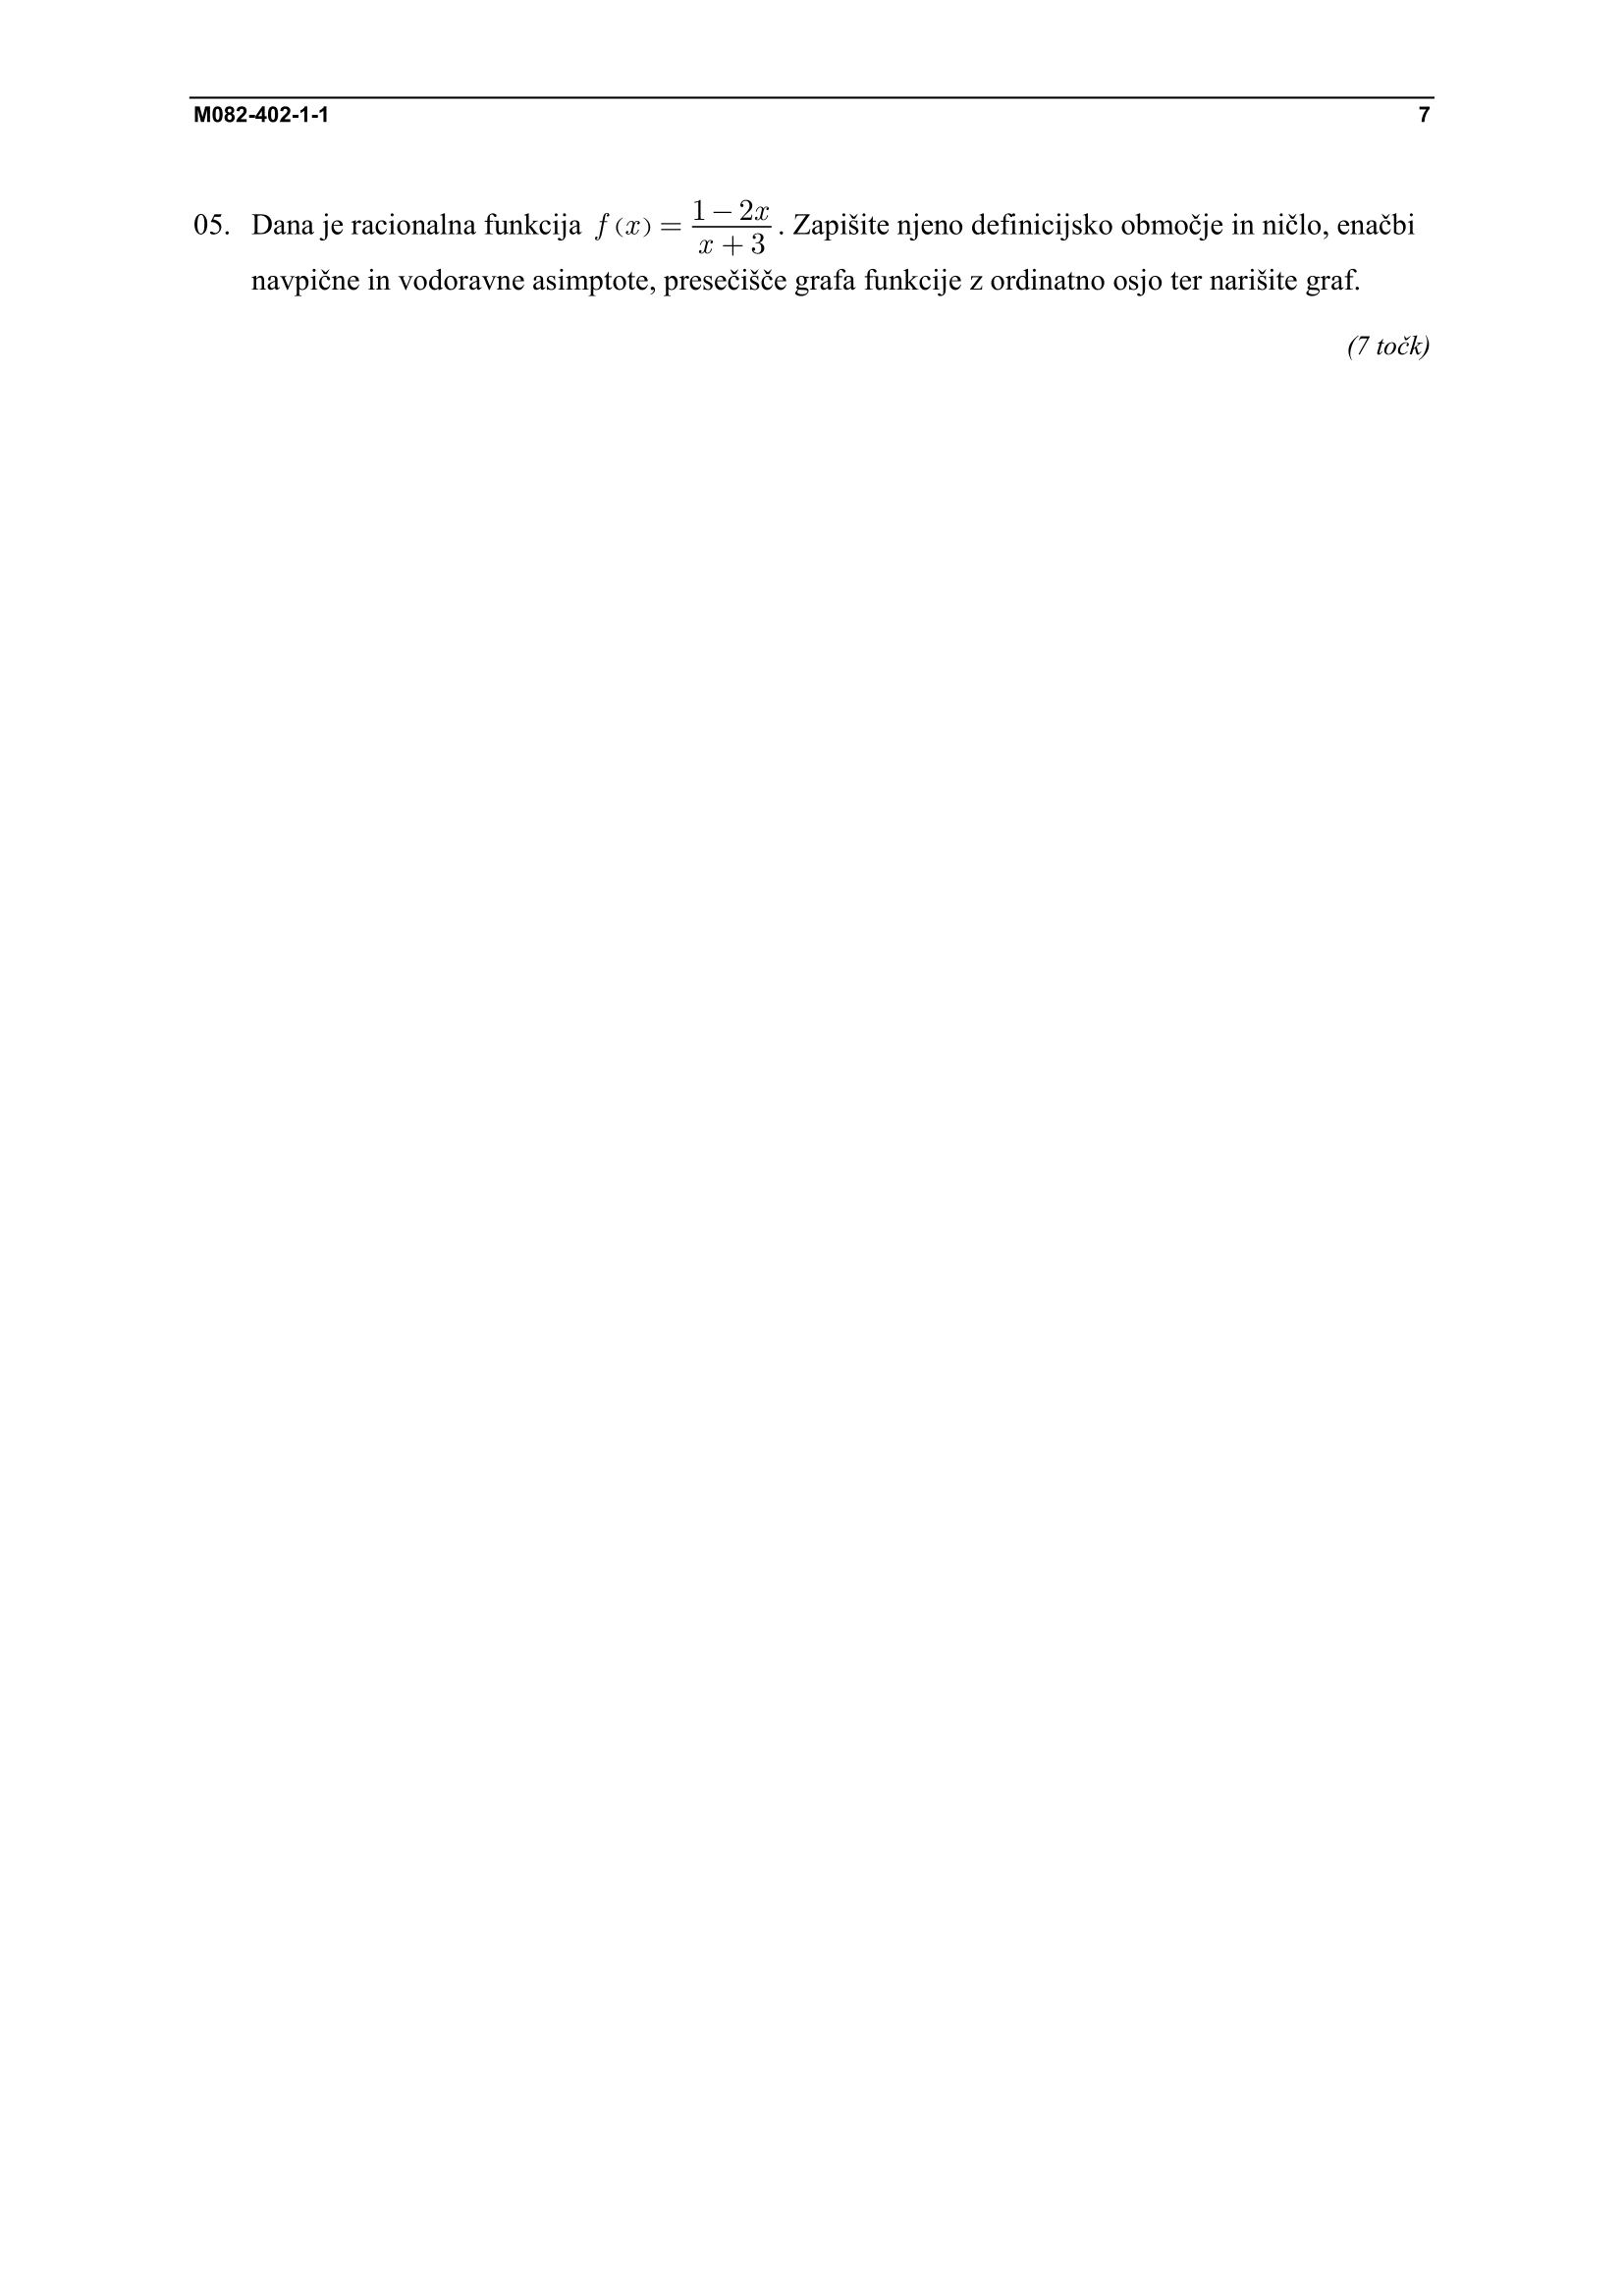 M082-402-1-1 7
05. Dana je racionalna funkcija f(x) = \frac{1 − 2x}{x + 3}. Zapišite njeno definicijsko območje in ničlo, enačbi
navpične in vodoravne asimptote, presečišče grafa funkcije z ordinatno osjo ter narišite graf.
(7 točk)